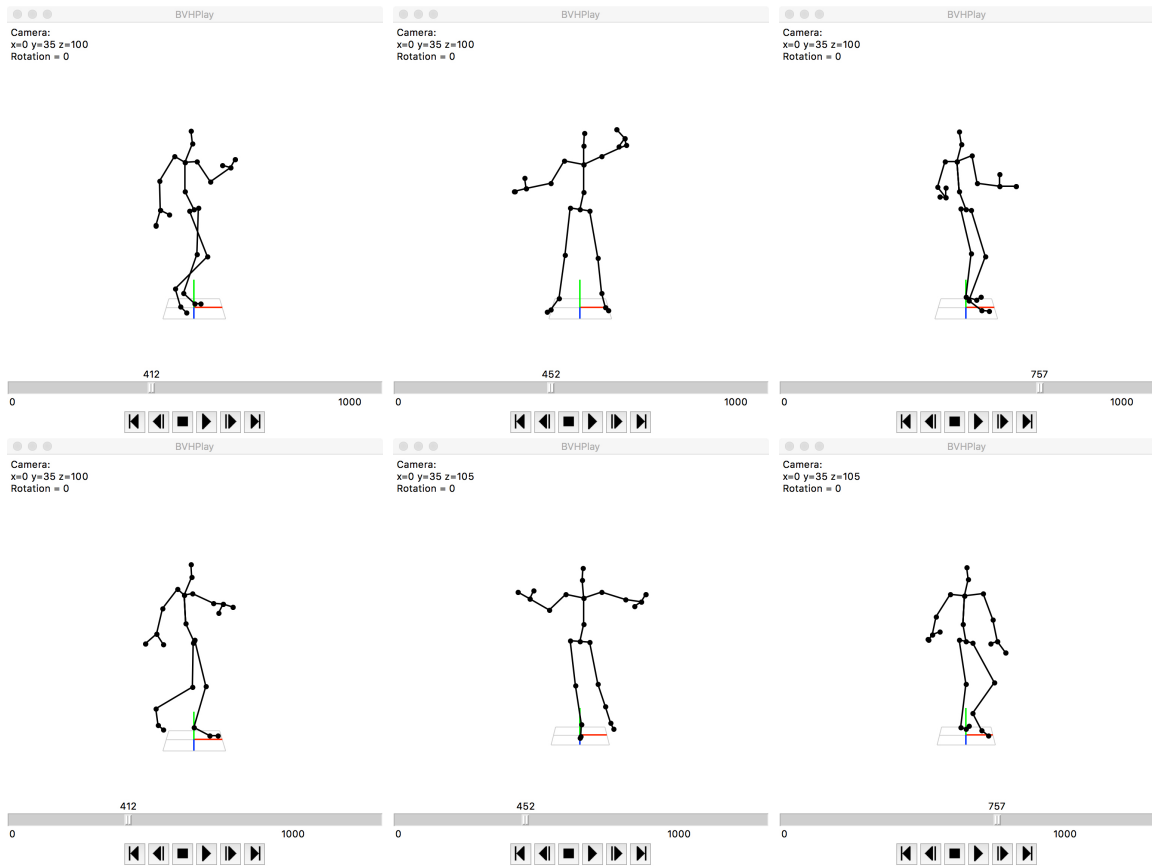 BVHPlay
Camera:
x=0 y=35 z=100
Rotation = 0
412
0
1000
BVHPlay
Camera:
x=0 y=35 z=100
Rotation = 0
452
0
1000
BVHPlay
Camera:
x=0 y=35 z=100
Rotation = 0
757
0
1000
BVHPlay
Camera:
x=0 y=35 z=100
Rotation = 0
412
0
1000
BVHPlay
Camera:
x=0 y=35 z=105
Rotation = 0
452
0
1000
BVHPlay
Camera:
x=0 y=35 z=105
Rotation = 0
757
0
1000